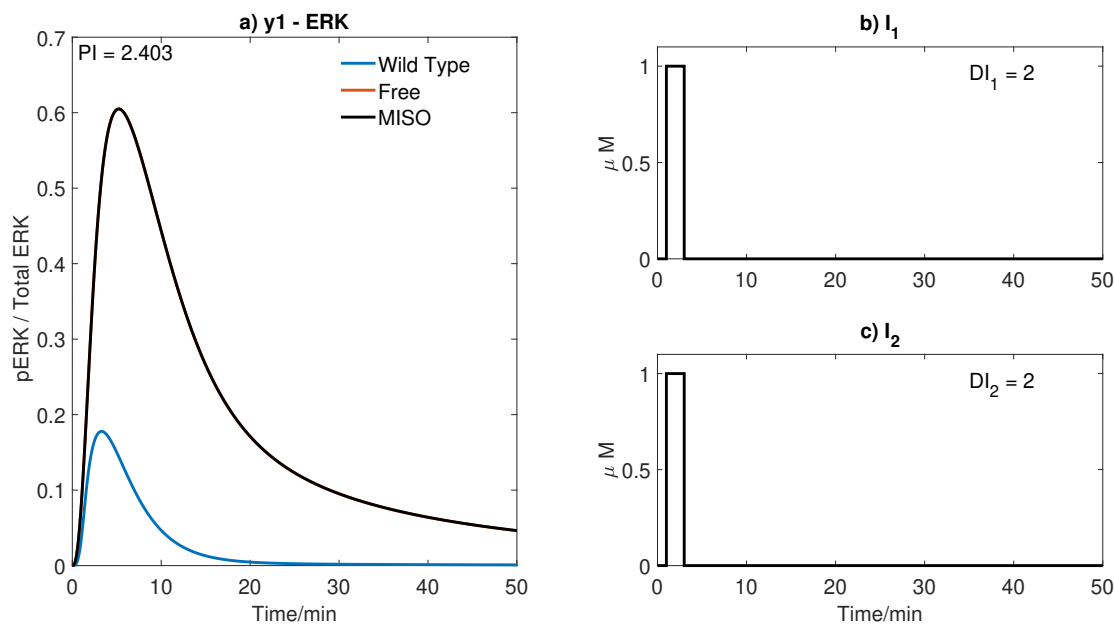 a) y1 - ERK
PI = 2.403
Wild Type
Free
MISO
pERK / Total ERK
0.7
0.6
0.5
0.4
0.3
0.2
0.1
0
0 10 20 30 40 50
Time/min
b) I₁
DI₁ = 2
μ M
1
0.5
0
0 10 20 30 40 50
c) I₂
DI₂ = 2
μ M
1
0.5
0
0 10 20 30 40 50
Time/min